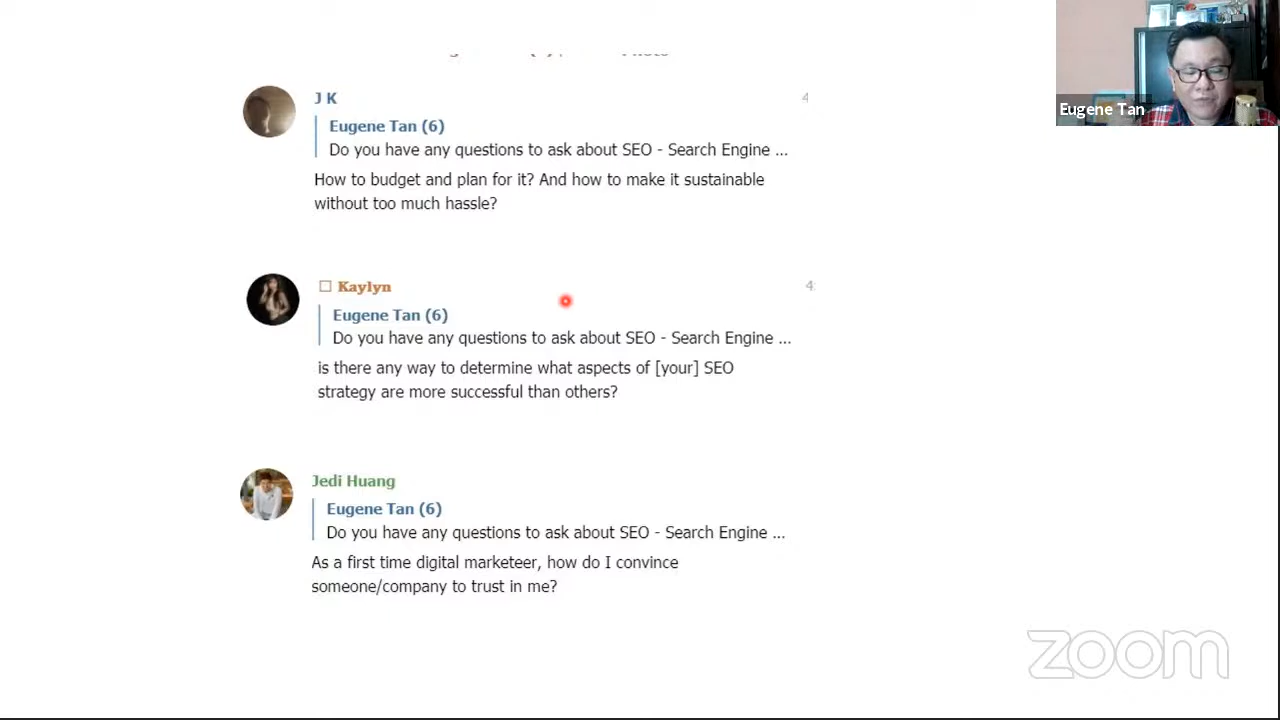 J K
4
Eugene Tan (6)
Do you have any questions to ask about SEO - Search Engine ...
How to budget and plan for it? And how to make it sustainable
without too much hassle?
Kaylyn
4
Eugene Tan (6)
Do you have any questions to ask about SEO - Search Engine ...
is there any way to determine what aspects of [your] SEO
strategy are more successful than others?
Jedi Huang
Eugene Tan (6)
Do you have any questions to ask about SEO - Search Engine ...
As a first time digital marketeer, how do I convince
someone/company to trust in me?
Eugene Tan
zoom